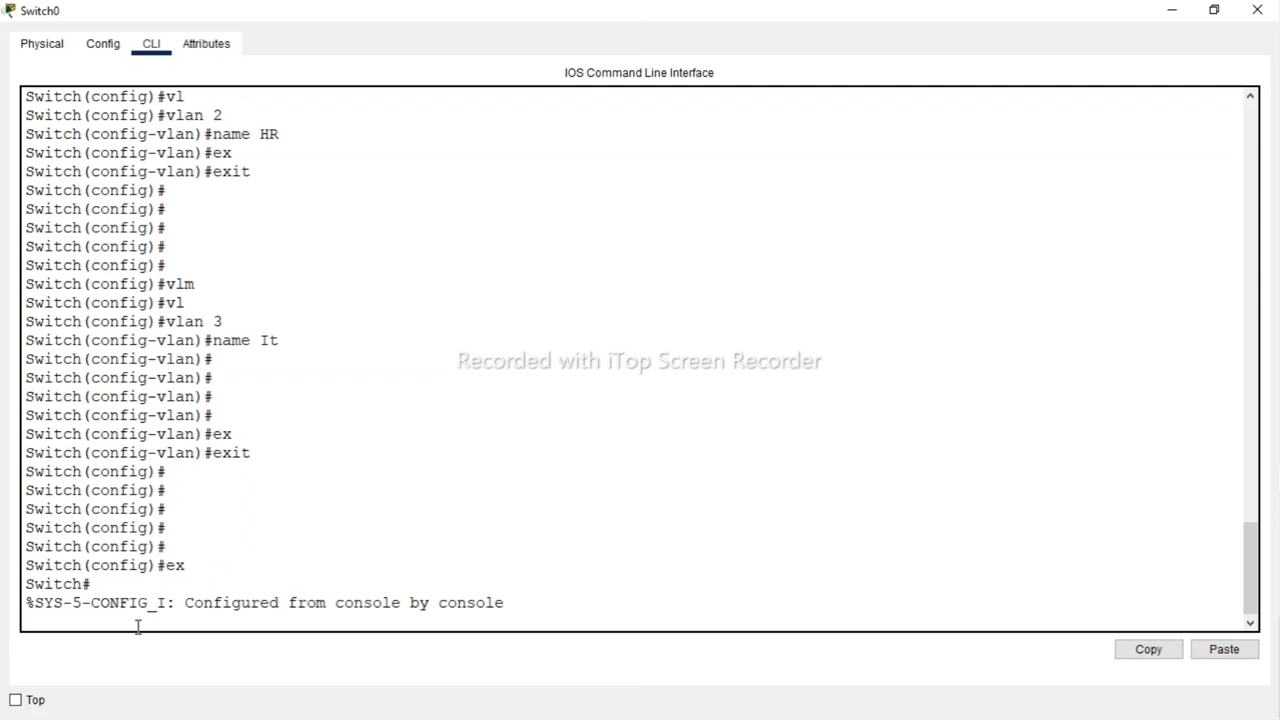 Switch0
Physical
Config
CLI
Attributes
IOS Command Line Interface
Switch(config)#vl
Switch(config)#vlan 2
Switch(config-vlan)#name HR
Switch(config-vlan)#ex
Switch(config-vlan)#exit
Switch(config)#
Switch(config)#
Switch(config)#
Switch(config)#
Switch(config)#
Switch(config)#vlm
Switch(config)#vl
Switch(config)#vlan 3
Switch(config-vlan)#name It
Switch(config-vlan)#
Recorded with iTop Screen Recorder
Switch(config-vlan)#
Switch(config-vlan)#
Switch(config-vlan)#
Switch(config-vlan)#ex
Switch(config-vlan)#exit
Switch(config)#
Switch(config)#
Switch(config)#
Switch(config)#
Switch(config)#
Switch(config)#ex
Switch#
%SYS-5-CONFIG_I: Configured from console by console
Copy
Paste
Top